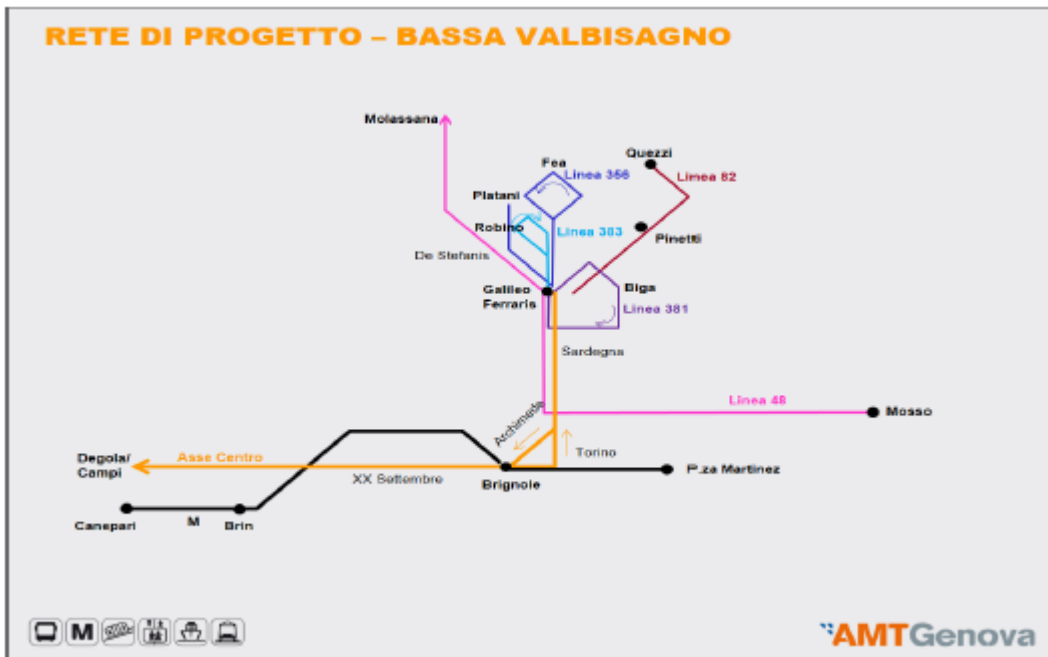 RETE DI PROGETTO – BASSA VALBISAGNO
Molassana
Fea
Quezzi
Linea 356
Linea 82
Platani
Robino
Linea 383
Pinetti
De Stefanis
Galileo
Ferraris
Biga
Linea 381
Sardegna
Linea 48
Mosso
Archimede
Degola/
Campi
Asse Centro
Torino
XX Settembre
Brignole
P.za Martinez
Canepari
M
Brin
M
AMTGenova